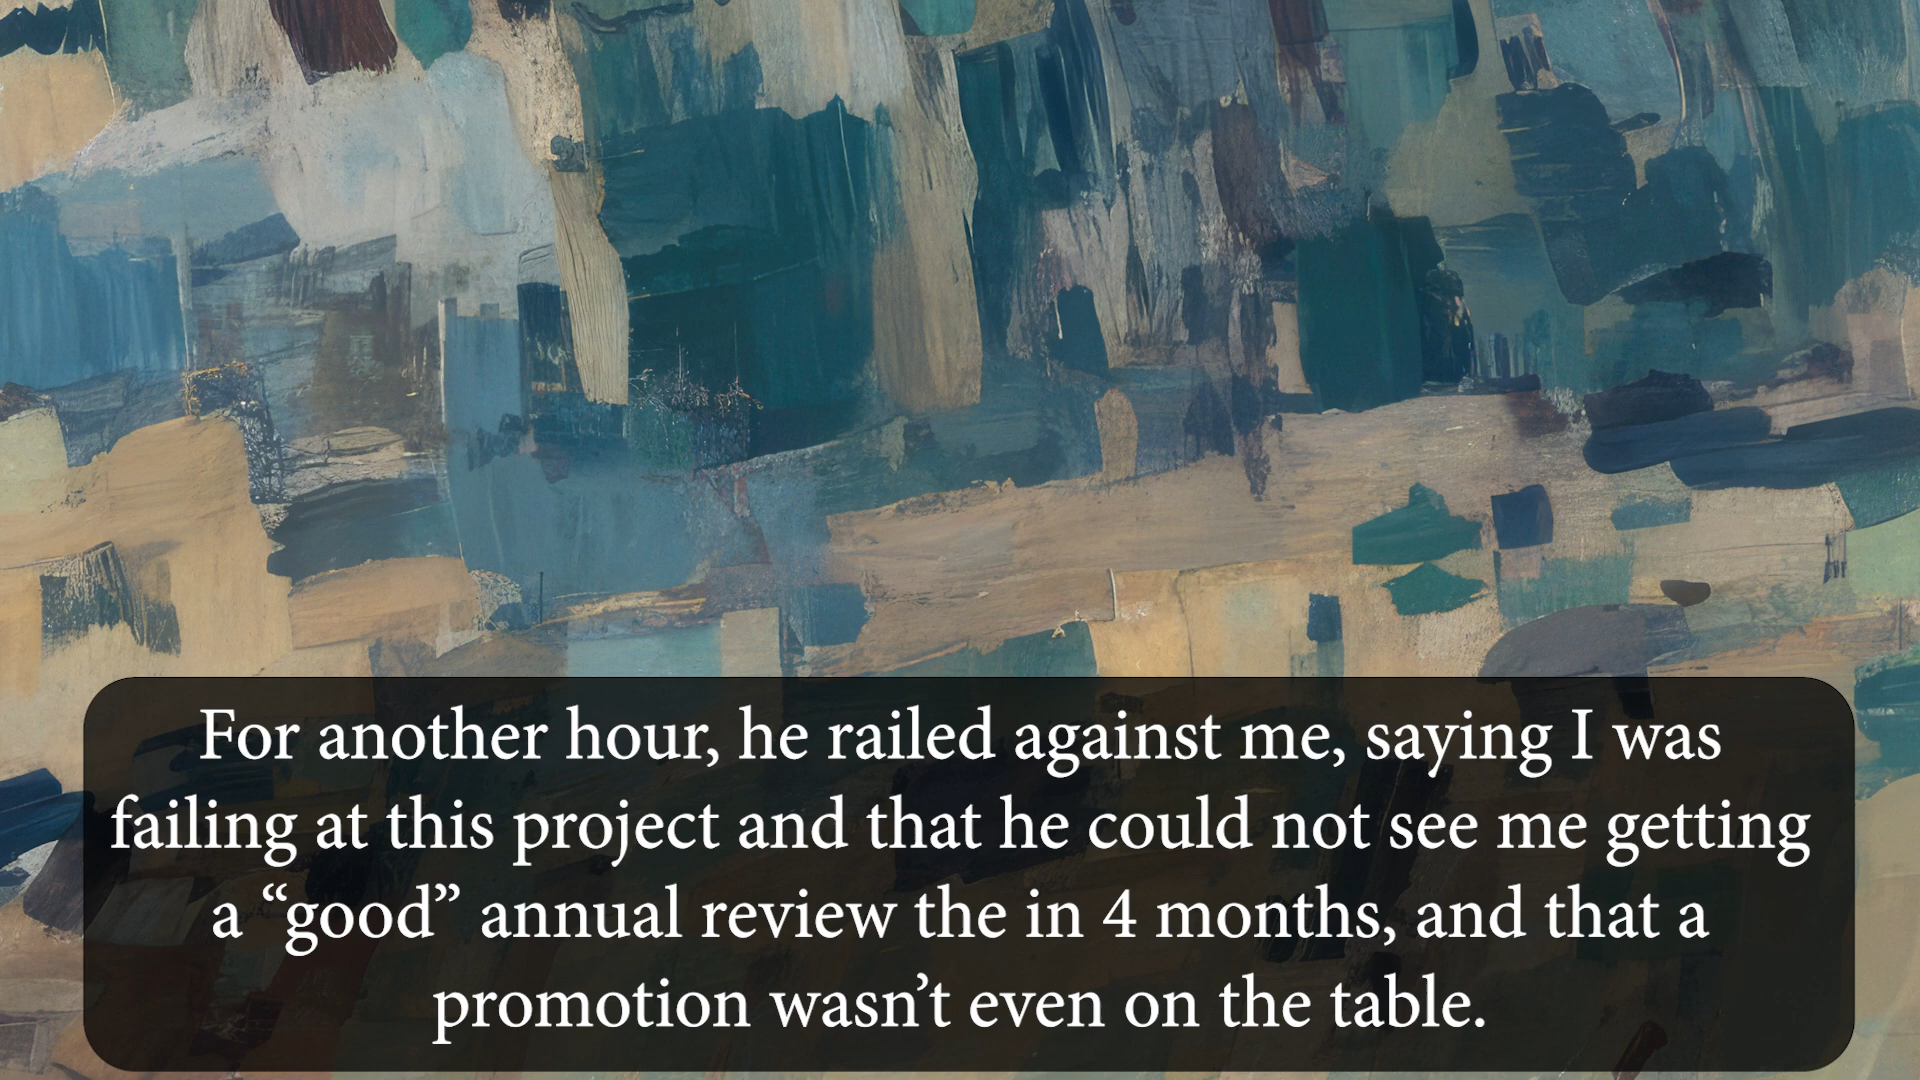 For another hour, he railed against me, saying I was
failing at this project and that he could not see me getting
a “good” annual review the in 4 months, and that a
promotion wasn’t even on the table.